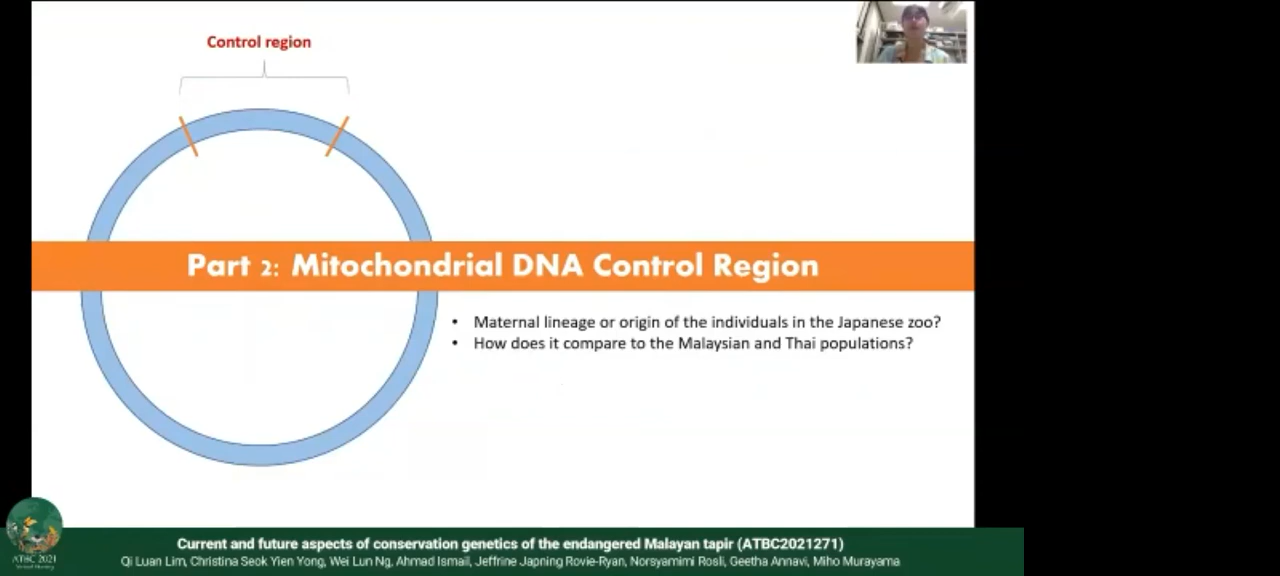 Control region
Part 2: Mitochondrial DNA Control Region
• Maternal lineage or origin of the individuals in the Japanese zoo?
• How does it compare to the Malaysian and Thai populations?
ATBC 2021
Current and future aspects of conservation genetics of the endangered Malayan tapir (ATBC2021271)
Qi Luan Lim, Christina Seok Yien Yong, Wei Lun Ng, Ahmad Ismail, Jeffrine Japning Rovie-Ryan, Norsyamimi Rosli, Geetha Annavi, Miho Murayama